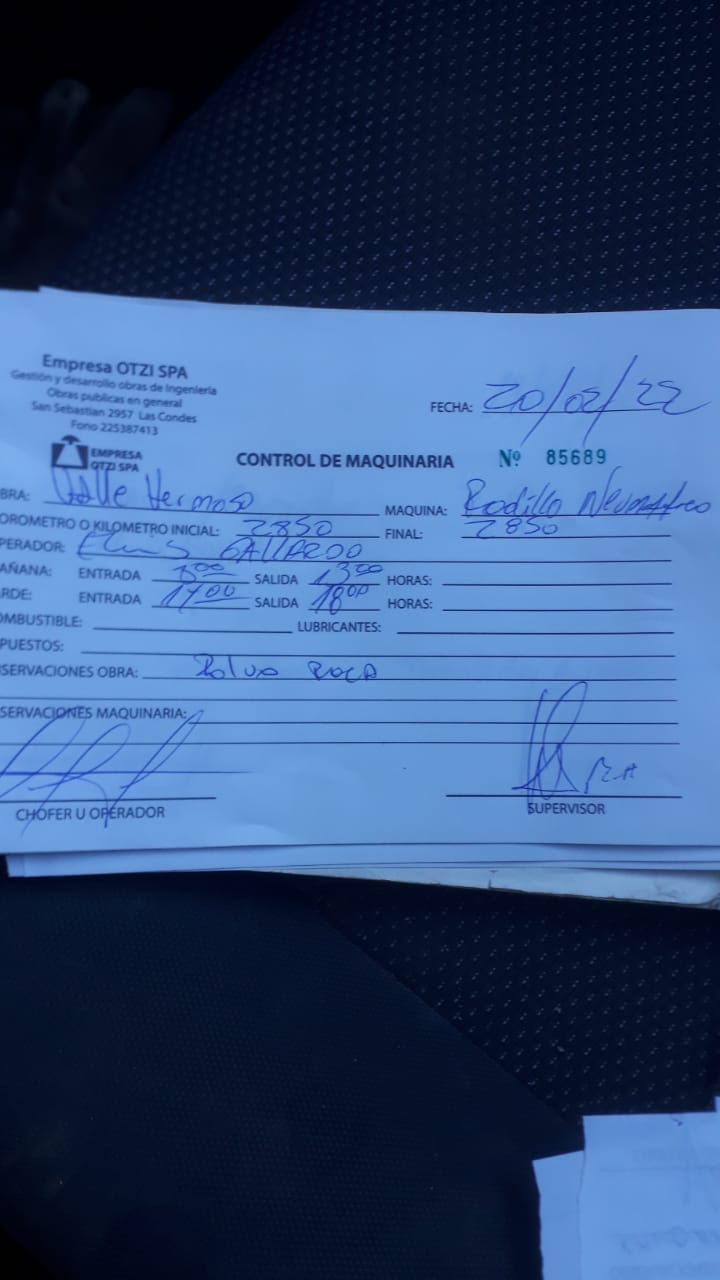 Empresa OTZI SPA
Gestión y desarrollo obras de Ingeniería
Obras publicas en general
San Sebastian 2957 Las Condes
Fono 225387413
FECHA: 20/02/22
EMPRESA
OTZI SPA
CONTROL DE MAQUINARIA Nº 85689
BRA: Valle Hermoso MAQUINA: Rodillo Neumatico
OROMETRO O KILOMETRO INICIAL: 2850 FINAL: 2850
PERADOR: GALLARDO
AÑANA: ENTRADA 800 SALIDA 1300 HORAS:
RDE: ENTRADA 1400 SALIDA 1800 HORAS:
OMBUSTIBLE: LUBRICANTES:
PUESTOS:
SERVACIONES OBRA: Polvo ROCA
SERVACIONES MAQUINARIA:
CHOFER U OPERADOR SUPERVISOR